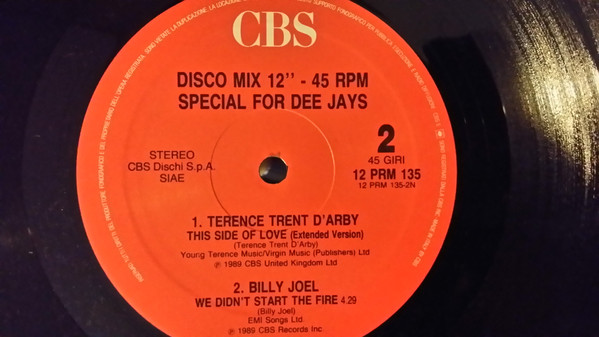 CBS
DISCO MIX 12'' - 45 RPM
SPECIAL FOR DEE JAYS
STEREO
CBS Dischi S.p.A.
SIAE
2
45 GIRI
12 PRM 135
12 PRM 135-2N
1. TERENCE TRENT D'ARBY
THIS SIDE OF LOVE (Extended Version)
(Terence Trent D'Arby)
Young Terence Music/Virgin Music (Publishers) Ltd
℗ 1989 CBS United Kingdom Ltd
2. BILLY JOEL
WE DIDN'T START THE FIRE 4.29
(Billy Joel)
EMI Songs Ltd.
℗ 1989 CBS Records Inc